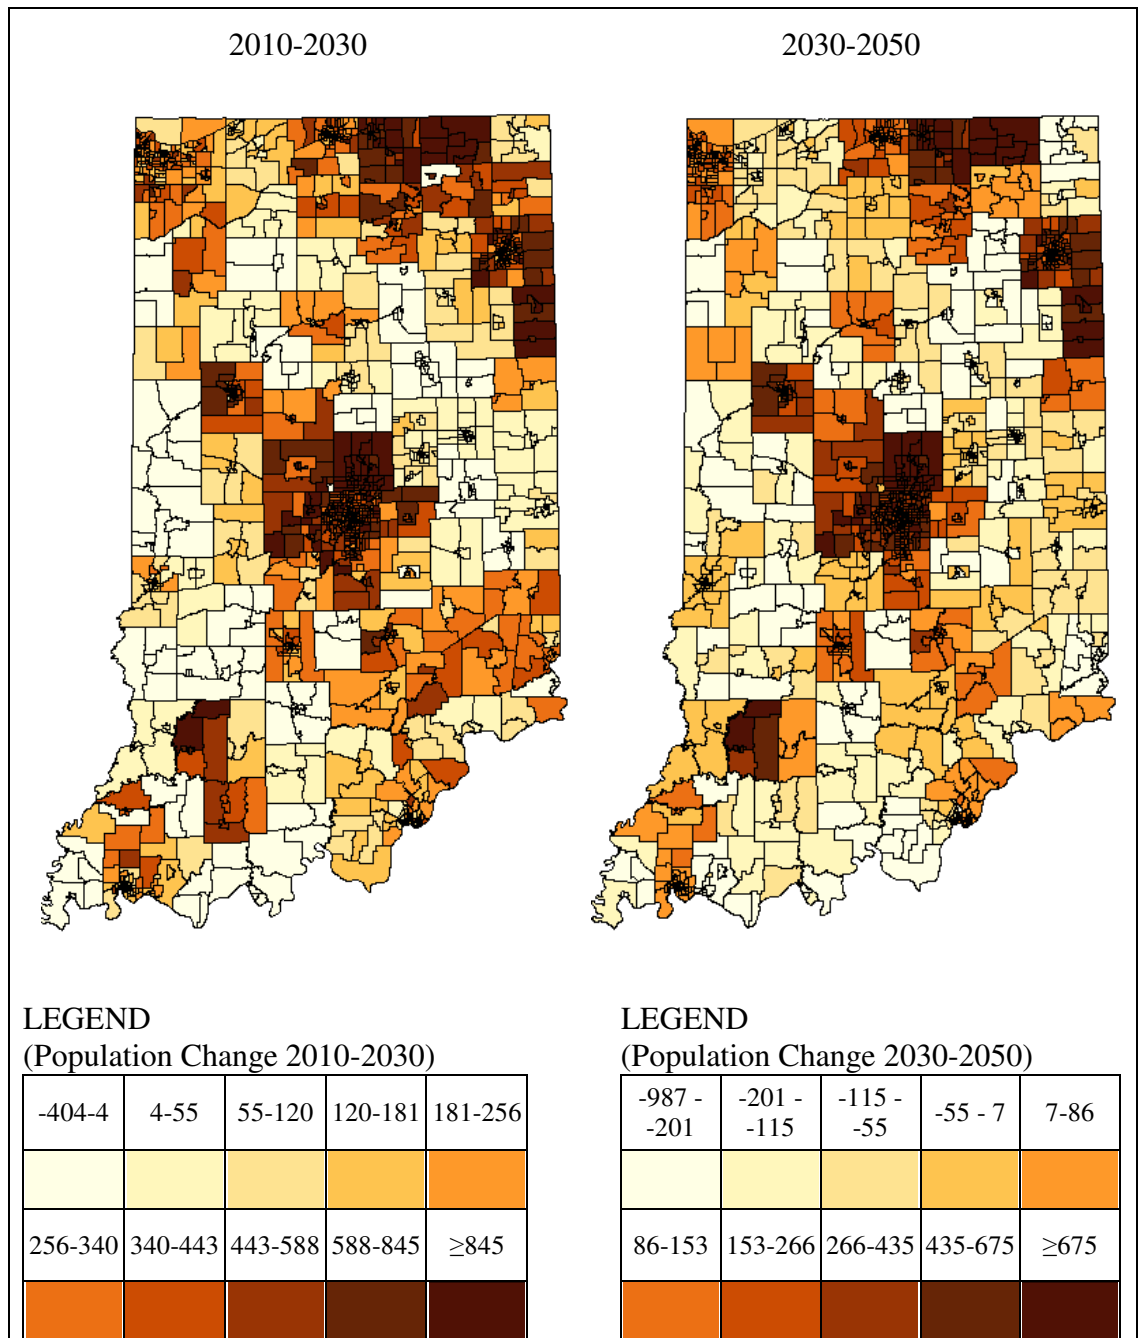 2010-2030
2030-2050
LEGEND
(Population Change 2010-2030)
-404-4 4-55 55-120 120-181 181-256
256-340 340-443 443-588 588-845 ≥845
LEGEND
(Population Change 2030-2050)
-987 - -201 - -115 - -55 - 7 7-86
-201 -115 -55
86-153 153-266 266-435 435-675 ≥675